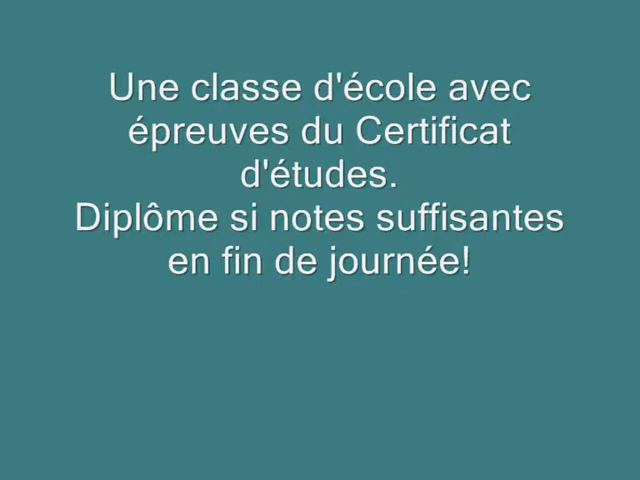 Une classe d'école avec
épreuves du Certificat
d'études.
Diplôme si notes suffisantes
en fin de journée!